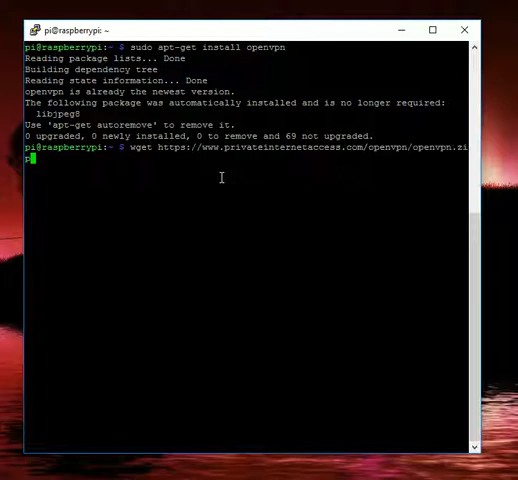 pi@raspberrypi: ~
pi@raspberrypi:~ $ sudo apt-get install openvpn
Reading package lists... Done
Building dependency tree
Reading state information... Done
openvpn is already the newest version.
The following package was automatically installed and is no longer required:
  libjpeg8
Use 'apt-get autoremove' to remove it.
0 upgraded, 0 newly installed, 0 to remove and 69 not upgraded.
pi@raspberrypi:~ $ wget https://www.privateinternetaccess.com/openvpn/openvpn.zi
p